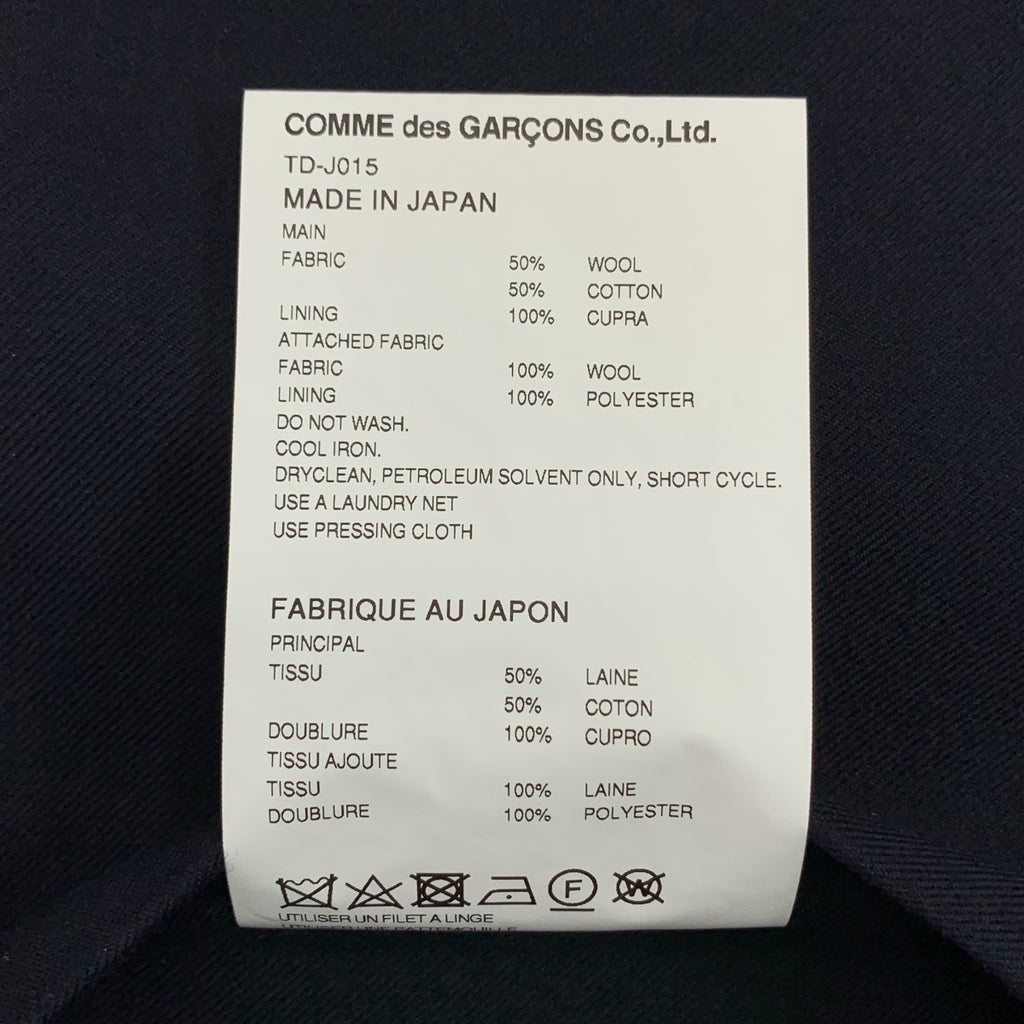 COMME des GARÇONS Co.,Ltd.
TD-J015
MADE IN JAPAN
MAIN
FABRIC 50% WOOL
50% COTTON
LINING 100% CUPRA
ATTACHED FABRIC
FABRIC 100% WOOL
LINING 100% POLYESTER
DO NOT WASH.
COOL IRON.
DRYCLEAN, PETROLEUM SOLVENT ONLY, SHORT CYCLE.
USE A LAUNDRY NET
USE PRESSING CLOTH
FABRIQUE AU JAPON
PRINCIPAL
TISSU 50% LAINE
50% COTON
DOUBLURE 100% CUPRO
TISSU AJOUTE
TISSU 100% LAINE
DOUBLURE 100% POLYESTER
F W
UTILISER UN FILET A LINGE
UTILISER UNE PATTEMOUILLE